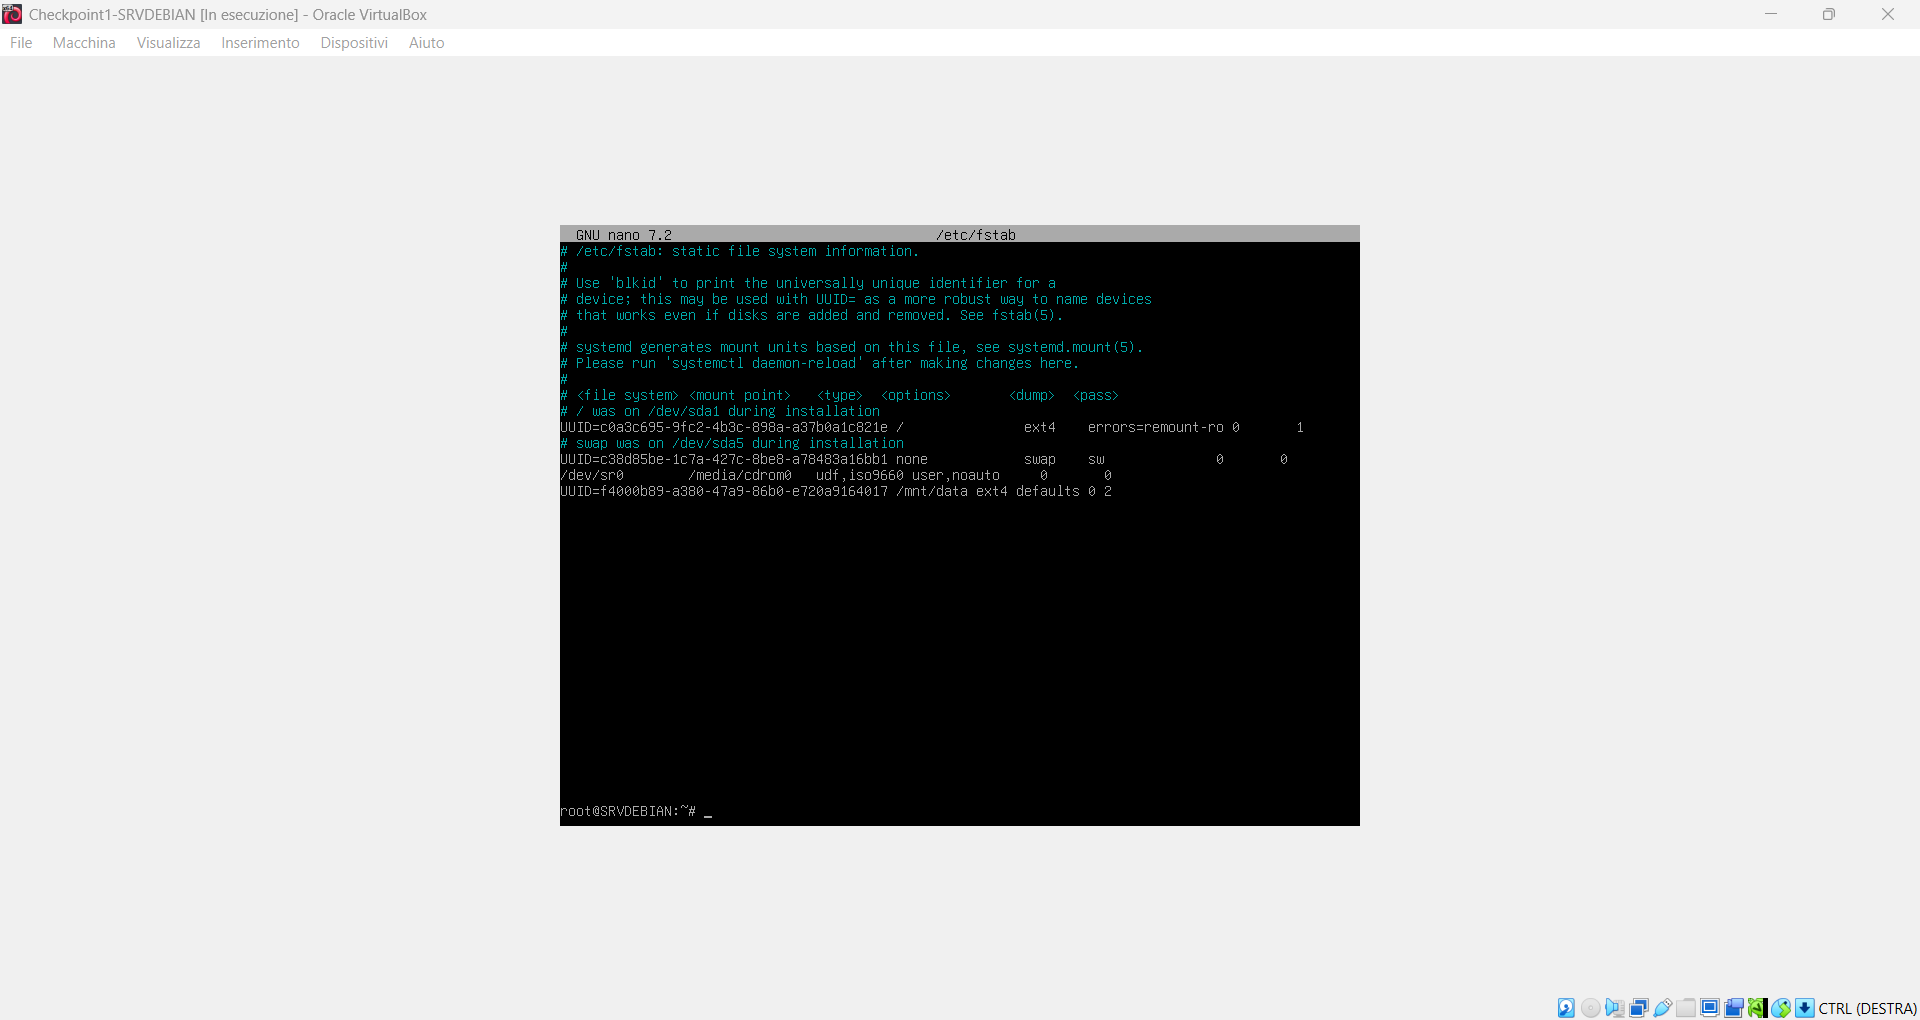 Checkpoint1-SRVDEBIAN [In esecuzione] - Oracle VirtualBox
File Macchina Visualizza Inserimento Dispositivi Aiuto
GNU nano 7.2 /etc/fstab
# /etc/fstab: static file system information.
#
# Use 'blkid' to print the universally unique identifier for a
# device; this may be used with UUID= as a more robust way to name devices
# that works even if disks are added and removed. See fstab(5).
#
# systemd generates mount units based on this file, see systemd.mount(5).
# Please run 'systemctl daemon-reload' after making changes here.
#
# <file system> <mount point> <type> <options> <dump> <pass>
# / was on /dev/sda1 during installation
UUID=c0a3c695-9fc2-4b3c-898a-a37b0a1c821e / ext4 errors=remount-ro 0 1
# swap was on /dev/sda5 during installation
UUID=c38d85be-1c7a-427c-8be8-a78483a16bb1 none swap sw 0 0
/dev/sr0 /media/cdrom0 udf,iso9660 user,noauto 0 0
UUID=f4000b89-a380-47a9-86b0-e720a9164017 /mnt/data ext4 defaults 0 2
root@SRVDEBIAN:~# _
CTRL (DESTRA)